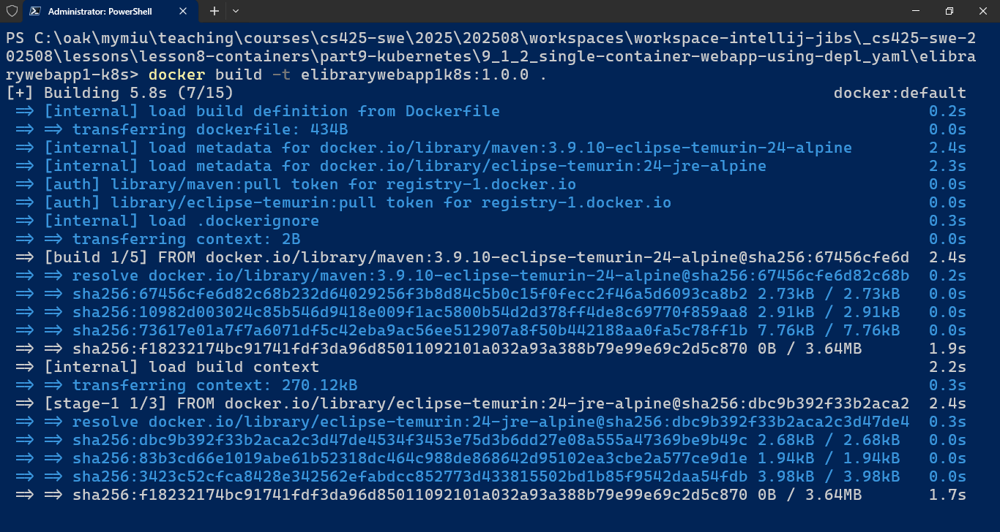 Administrator: PowerShell
PS C:\oak\mymiu\teaching\courses\cs425-swe\2025\202508\workspaces\workspace-intellij-jibs\_cs425-swe-2
02508\lessons\lesson8-containers\part9-kubernetes\9_1_2_single-container-webapp-using-depl_yaml\elibra
rywebapp1-k8s> docker build -t elibrarywebapp1k8s:1.0.0 .
[+] Building 5.8s (7/15) docker:default
=> [internal] load build definition from Dockerfile 0.2s
=> => transferring dockerfile: 434B 0.0s
=> [internal] load metadata for docker.io/library/maven:3.9.10-eclipse-temurin-24-alpine 2.4s
=> [internal] load metadata for docker.io/library/eclipse-temurin:24-jre-alpine 2.3s
=> [auth] library/maven:pull token for registry-1.docker.io 0.0s
=> [auth] library/eclipse-temurin:pull token for registry-1.docker.io 0.0s
=> [internal] load .dockerignore 0.3s
=> => transferring context: 2B 0.0s
=> [build 1/5] FROM docker.io/library/maven:3.9.10-eclipse-temurin-24-alpine@sha256:67456cfe6d 2.4s
=> => resolve docker.io/library/maven:3.9.10-eclipse-temurin-24-alpine@sha256:67456cfe6d82c68b 0.2s
=> => sha256:67456cfe6d82c68b232d64029256f3b8d84c5b0c15f0fecc2f46a5d6093ca8b2 2.73kB / 2.73kB 0.0s
=> => sha256:10982d003024c85b546d9418e009f1ac5800b54d2d378ff4de8c69770f859aa8 2.91kB / 2.91kB 0.0s
=> => sha256:73617e01a7f7a6071df5c42eba9ac56ee512907a8f50b442188aa0fa5c78ff1b 7.76kB / 7.76kB 0.0s
=> => sha256:f18232174bc91741fdf3da96d85011092101a032a93a388b79e99e69c2d5c870 0B / 3.64MB 1.9s
=> [internal] load build context 2.2s
=> => transferring context: 270.12kB 0.3s
=> [stage-1 1/3] FROM docker.io/library/eclipse-temurin:24-jre-alpine@sha256:dbc9b392f33b2aca2 2.4s
=> => resolve docker.io/library/eclipse-temurin:24-jre-alpine@sha256:dbc9b392f33b2aca2c3d47de4 0.3s
=> => sha256:dbc9b392f33b2aca2c3d47de4534f3453e75d3b6dd27e08a555a47369be9b49c 2.68kB / 2.68kB 0.0s
=> => sha256:83b3cd66e1019abe61b52318dc464c988de868642d95102ea3cbe2a577ce9d1e 1.94kB / 1.94kB 0.0s
=> => sha256:3423c52cfca8428e342562efabdcc852773d433815502bd1b85f9542daa54fdb 3.98kB / 3.98kB 0.0s
=> => sha256:f18232174bc91741fdf3da96d85011092101a032a93a388b79e99e69c2d5c870 0B / 3.64MB 1.7s